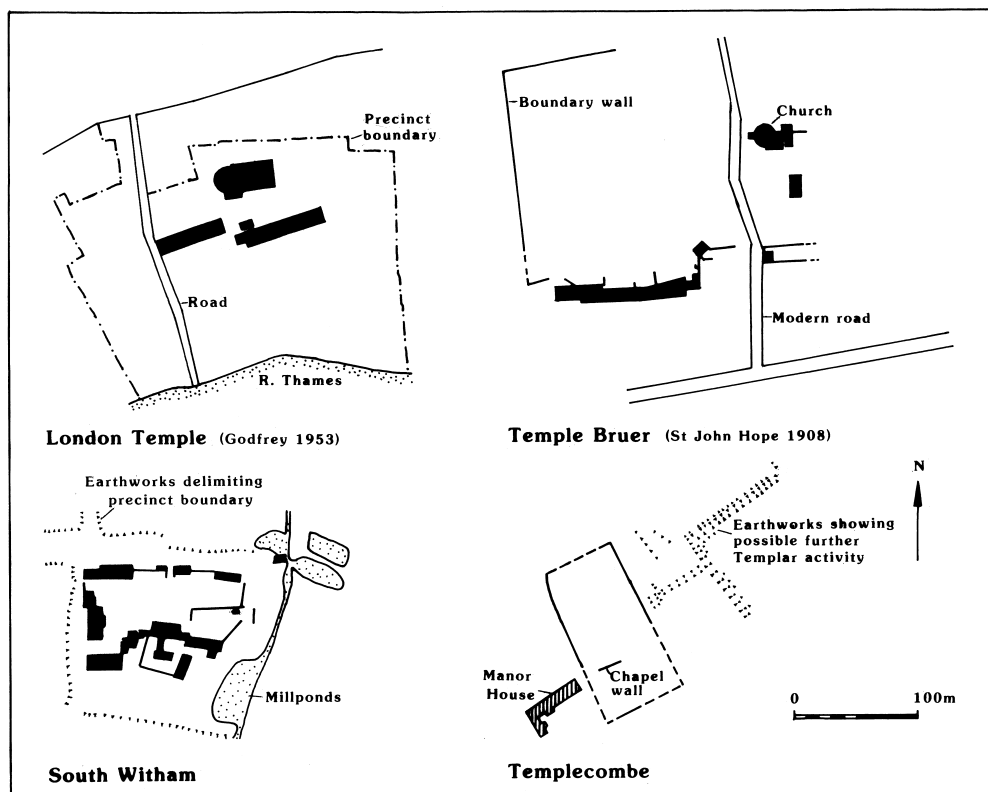 Precinct
boundary
Road
R. Thames
London Temple (Godfrey 1953)
Boundary wall
Church
Modern road
Temple Bruer (St John Hope 1908)
Earthworks delimiting
precinct boundary
Millponds
South Witham
N
Earthworks showing
possible further
Templar activity
Manor
House
Chapel
wall
0 100m
Templecombe